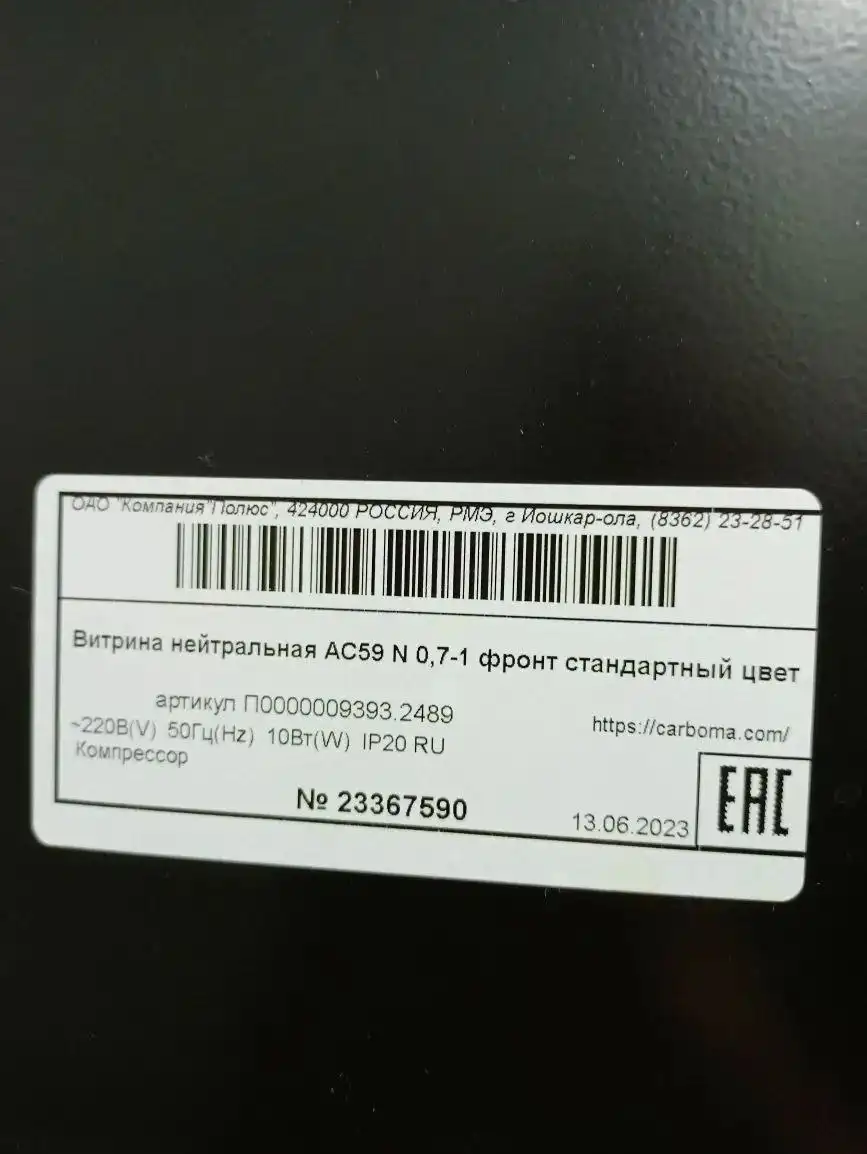 ОАО "Компания"Полюс", 424000 РОССИЯ, РМЭ, г Йошкар-ола, (8362) 23-28-51
Витрина нейтральная АС59 N 0,7-1 фронт стандартный цвет
артикул П0000009393.2489
https://carboma.com/
~220В(V) 50Гц(Hz) 10Вт(W) IP20 RU
Компрессор
№ 23367590
13.06.2023
EAC